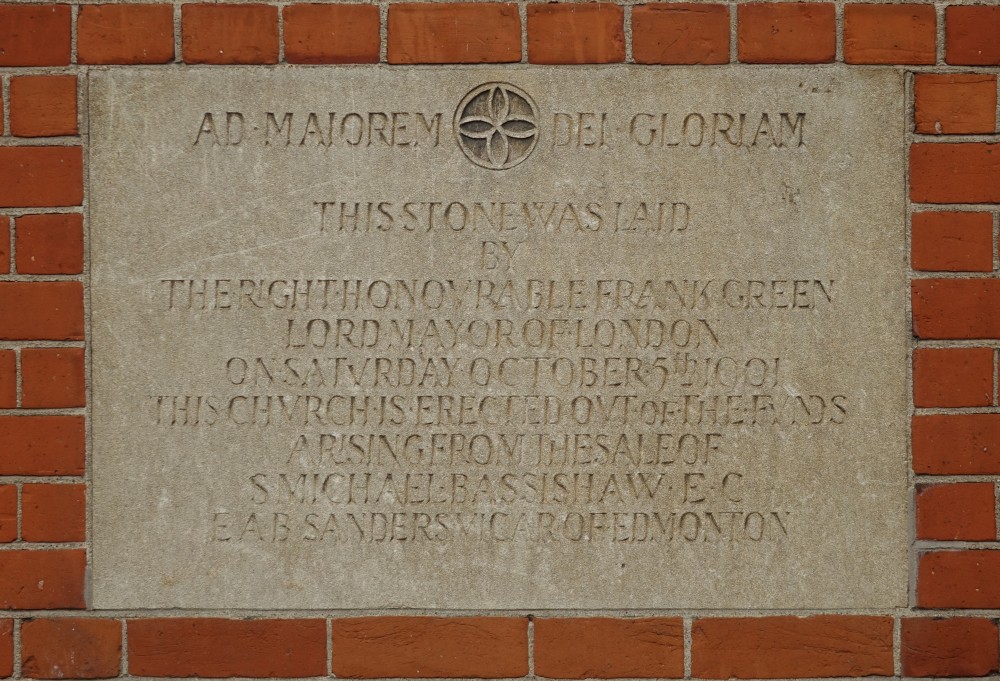 AD·MAIOREM DEI·GLORIAM
THIS STONE WAS LAID
BY
THE RIGHT HONOVRABLE FRANK GREEN
LORD MAYOR OF LONDON
ON SATVRDAY OCTOBER 5th 1901
THIS CHVRCH·IS·ERECTED OVT OF THE FVNDS
ARISING FROM THE SALE OF
S MICHAEL·BASSISHAW·E·C
E A B SANDERS VICAR OF EDMONTON